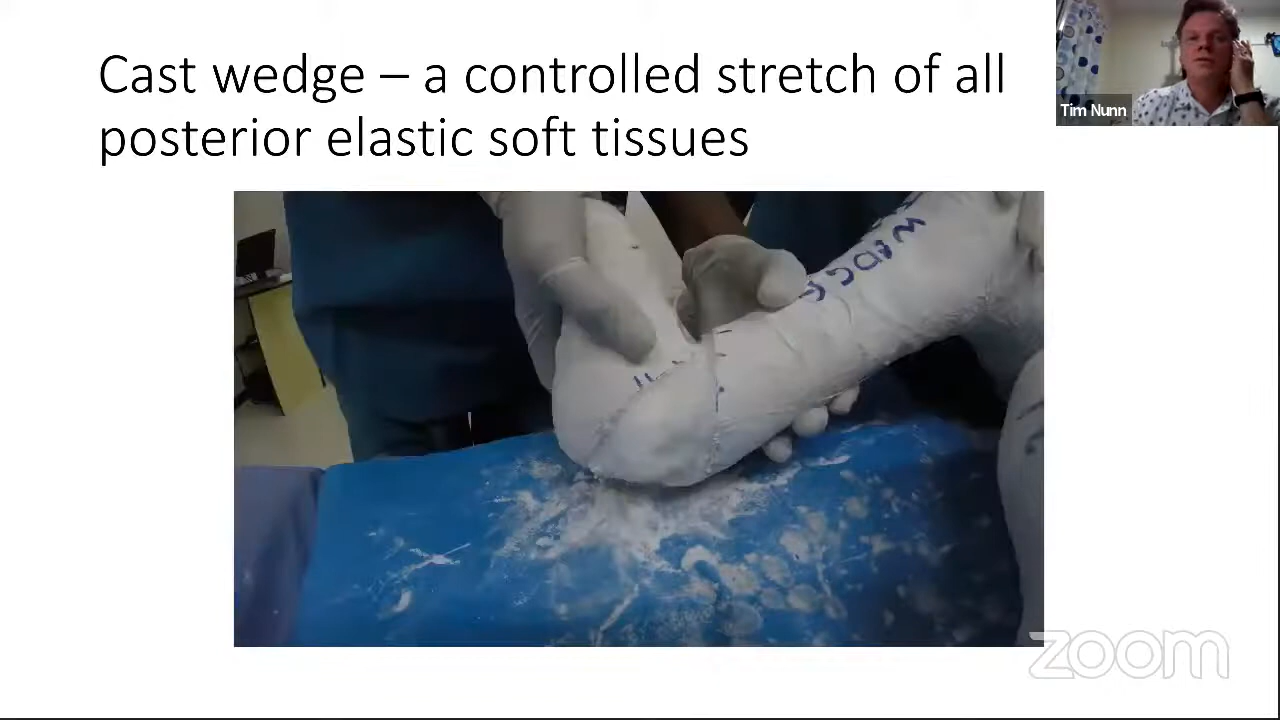 Cast wedge – a controlled stretch of all
posterior elastic soft tissues
Tim Nunn
zoom